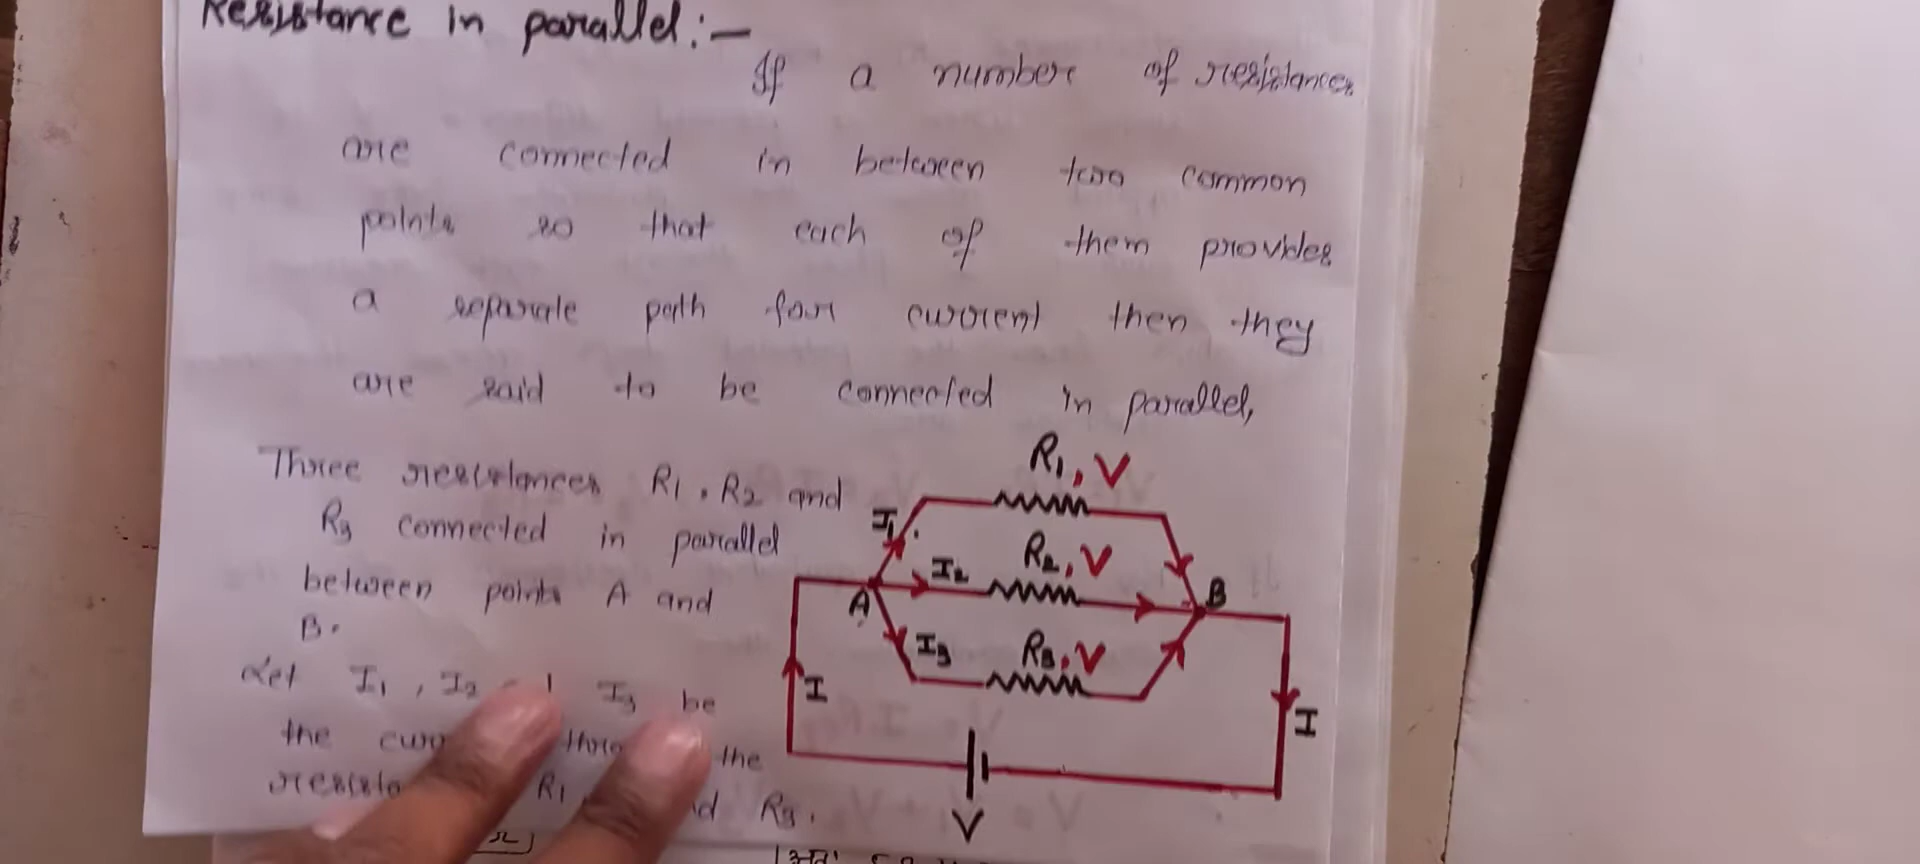 Resistance in parallel:—
If a number of resistances
are connected in between two common
points so that each of them provides
a separate path for current then they
are said to be connected in parallel,
Three resistances R1, R2 and
R3 connected in parallel
between points A and
B.
Let I1, I2 I3 be
the the
R1 R3.
R1, V
I1
R2, V
I2
A
B
I3
R3, V
I
I
V